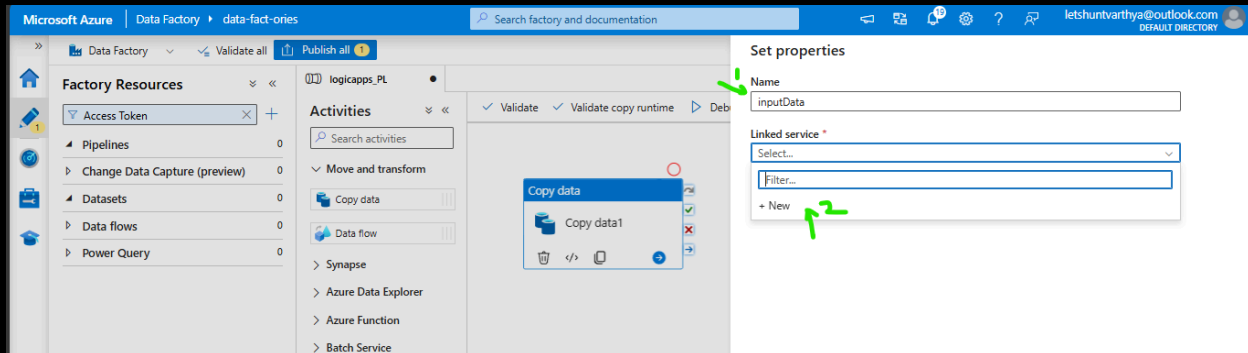 Microsoft Azure
Data Factory
data-fact-ories
Search factory and documentation
19
letshuntvarthya@outlook.com
DEFAULT DIRECTORY
Data Factory
Validate all
Publish all
1
Factory Resources
Access Token
1
Pipelines
0
Change Data Capture (preview)
0
Datasets
0
Data flows
0
Power Query
0
logicapps_PL
Activities
Search activities
Move and transform
Copy data
Data flow
Synapse
Azure Data Explorer
Azure Function
Batch Service
Validate
Validate copy runtime
Debu
Copy data
Copy data1
Set properties
1
Name
inputData
Linked service *
Select...
Filter...
+ New
2